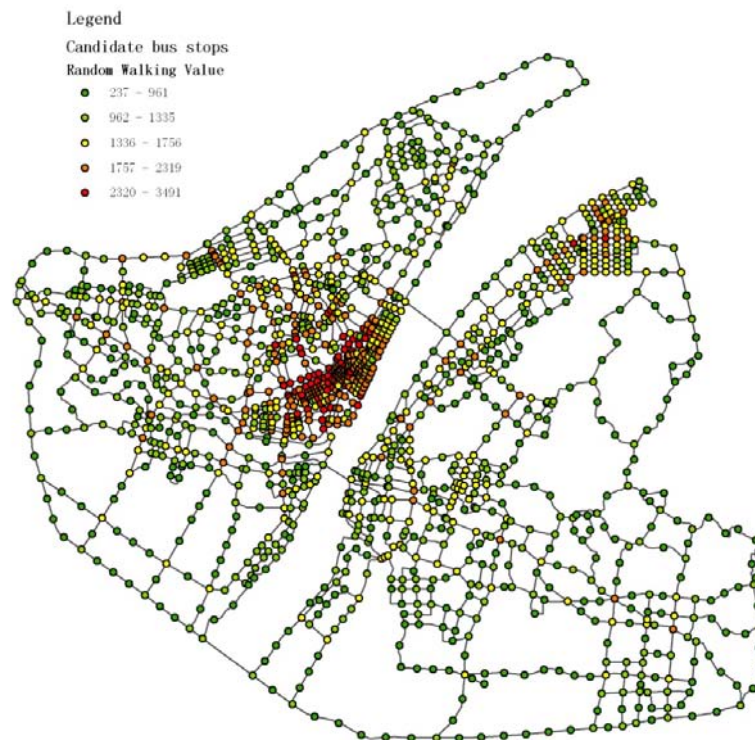 Legend
Candidate bus stops
Random Walking Value
237 - 961
962 - 1335
1336 - 1756
1757 - 2319
2320 - 3491